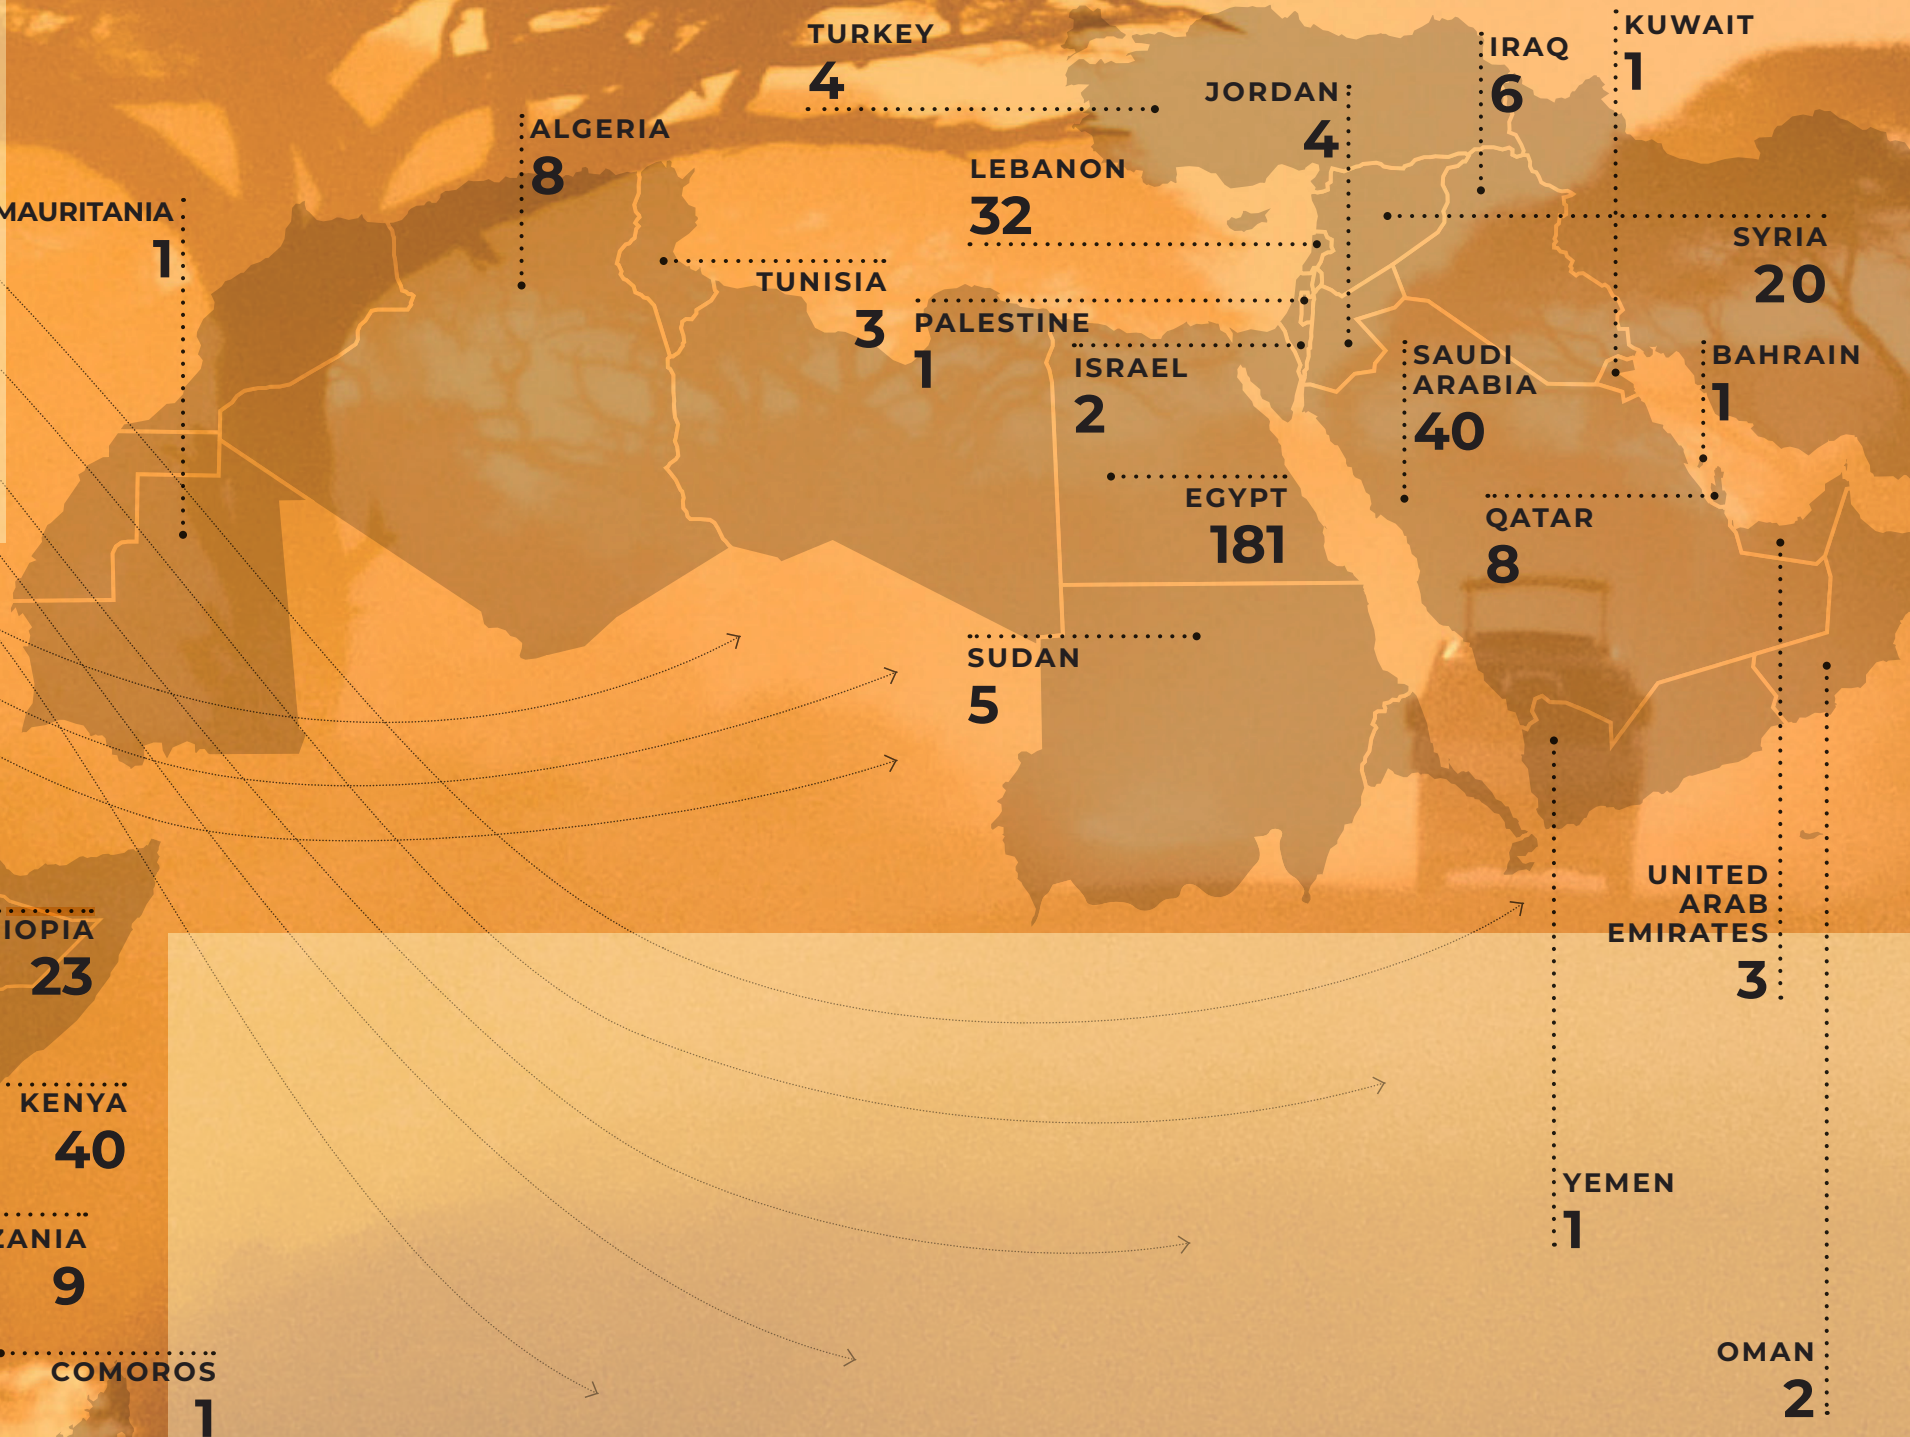 TURKEY
4
KUWAIT
1
IRAQ
6
JORDAN
4
ALGERIA
8
LEBANON
32
MAURITANIA
1
SYRIA
20
TUNISIA
3
PALESTINE
1
ISRAEL
2
SAUDI
ARABIA
40
BAHRAIN
1
EGYPT
181
QATAR
8
SUDAN
5
UNITED
ARAB
EMIRATES
3
IOPIA
23
KENYA
40
YEMEN
1
ZANIA
9
OMAN
2
COMOROS
1